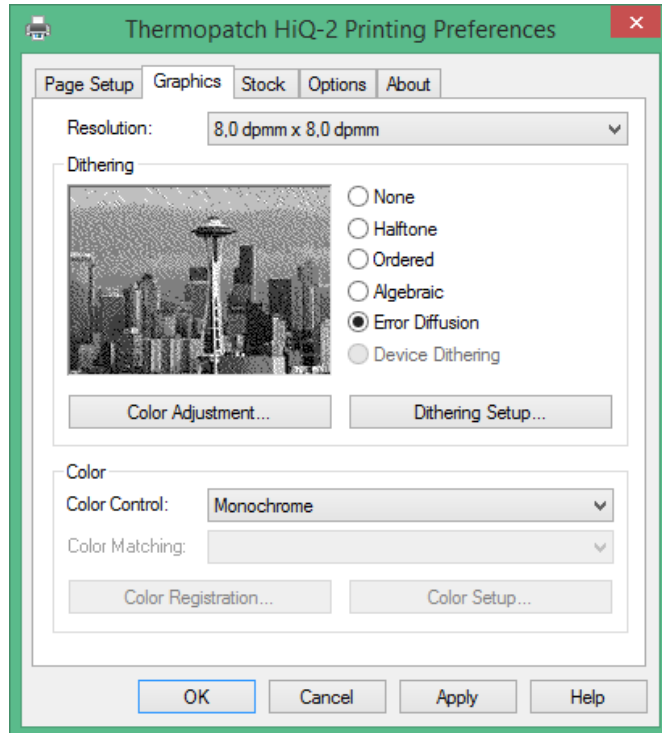 Thermopatch HiQ-2 Printing Preferences
Page Setup Graphics Stock Options About
Resolution: 8,0 dpmm x 8,0 dpmm
Dithering
None
Halftone
Ordered
Algebraic
Error Diffusion
Device Dithering
Color Adjustment... Dithering Setup...
Color
Color Control: Monochrome
Color Matching:
Color Registration... Color Setup...
OK Cancel Apply Help